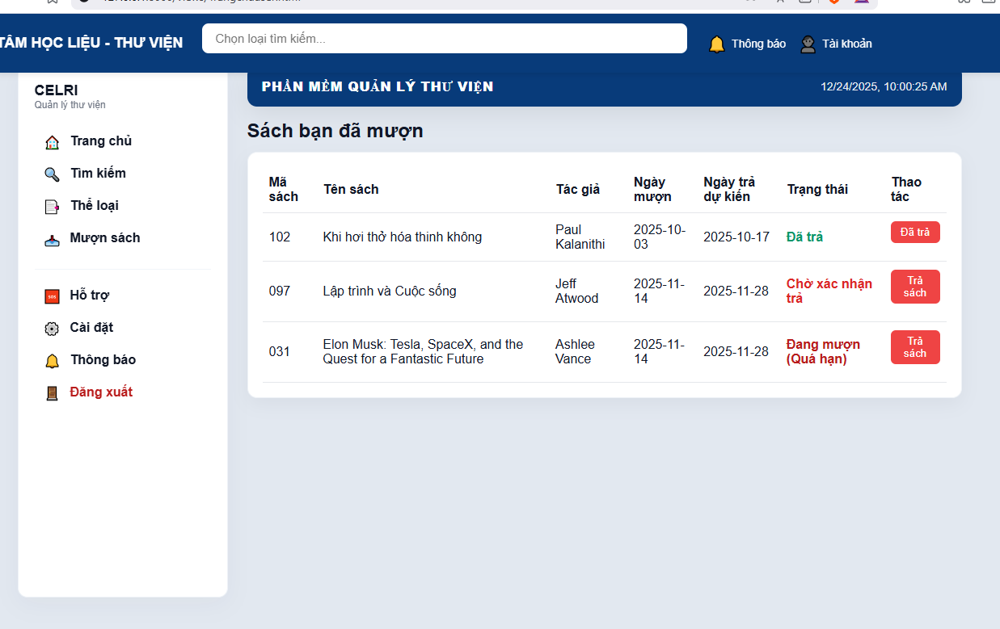 TÂM HỌC LIỆU - THƯ VIỆN
Chọn loại tìm kiếm...
Thông báo
Tài khoản
CELRI
Quản lý thư viện
Trang chủ
Tìm kiếm
Thể loại
Mượn sách
Hỗ trợ
Cài đặt
Thông báo
Đăng xuất
PHẦN MỀM QUẢN LÝ THƯ VIỆN
12/24/2025, 10:00:25 AM
Sách bạn đã mượn
Mã sách Tên sách Tác giả Ngày mượn Ngày trả dự kiến Trạng thái Thao tác
102 Khi hơi thở hóa thinh không Paul Kalanithi 2025-10-03 2025-10-17 Đã trả Đã trả
097 Lập trình và Cuộc sống Jeff Atwood 2025-11-14 2025-11-28 Chờ xác nhận trả Trả sách
031 Elon Musk: Tesla, SpaceX, and the Quest for a Fantastic Future Ashlee Vance 2025-11-14 2025-11-28 Đang mượn (Quá hạn) Trả sách